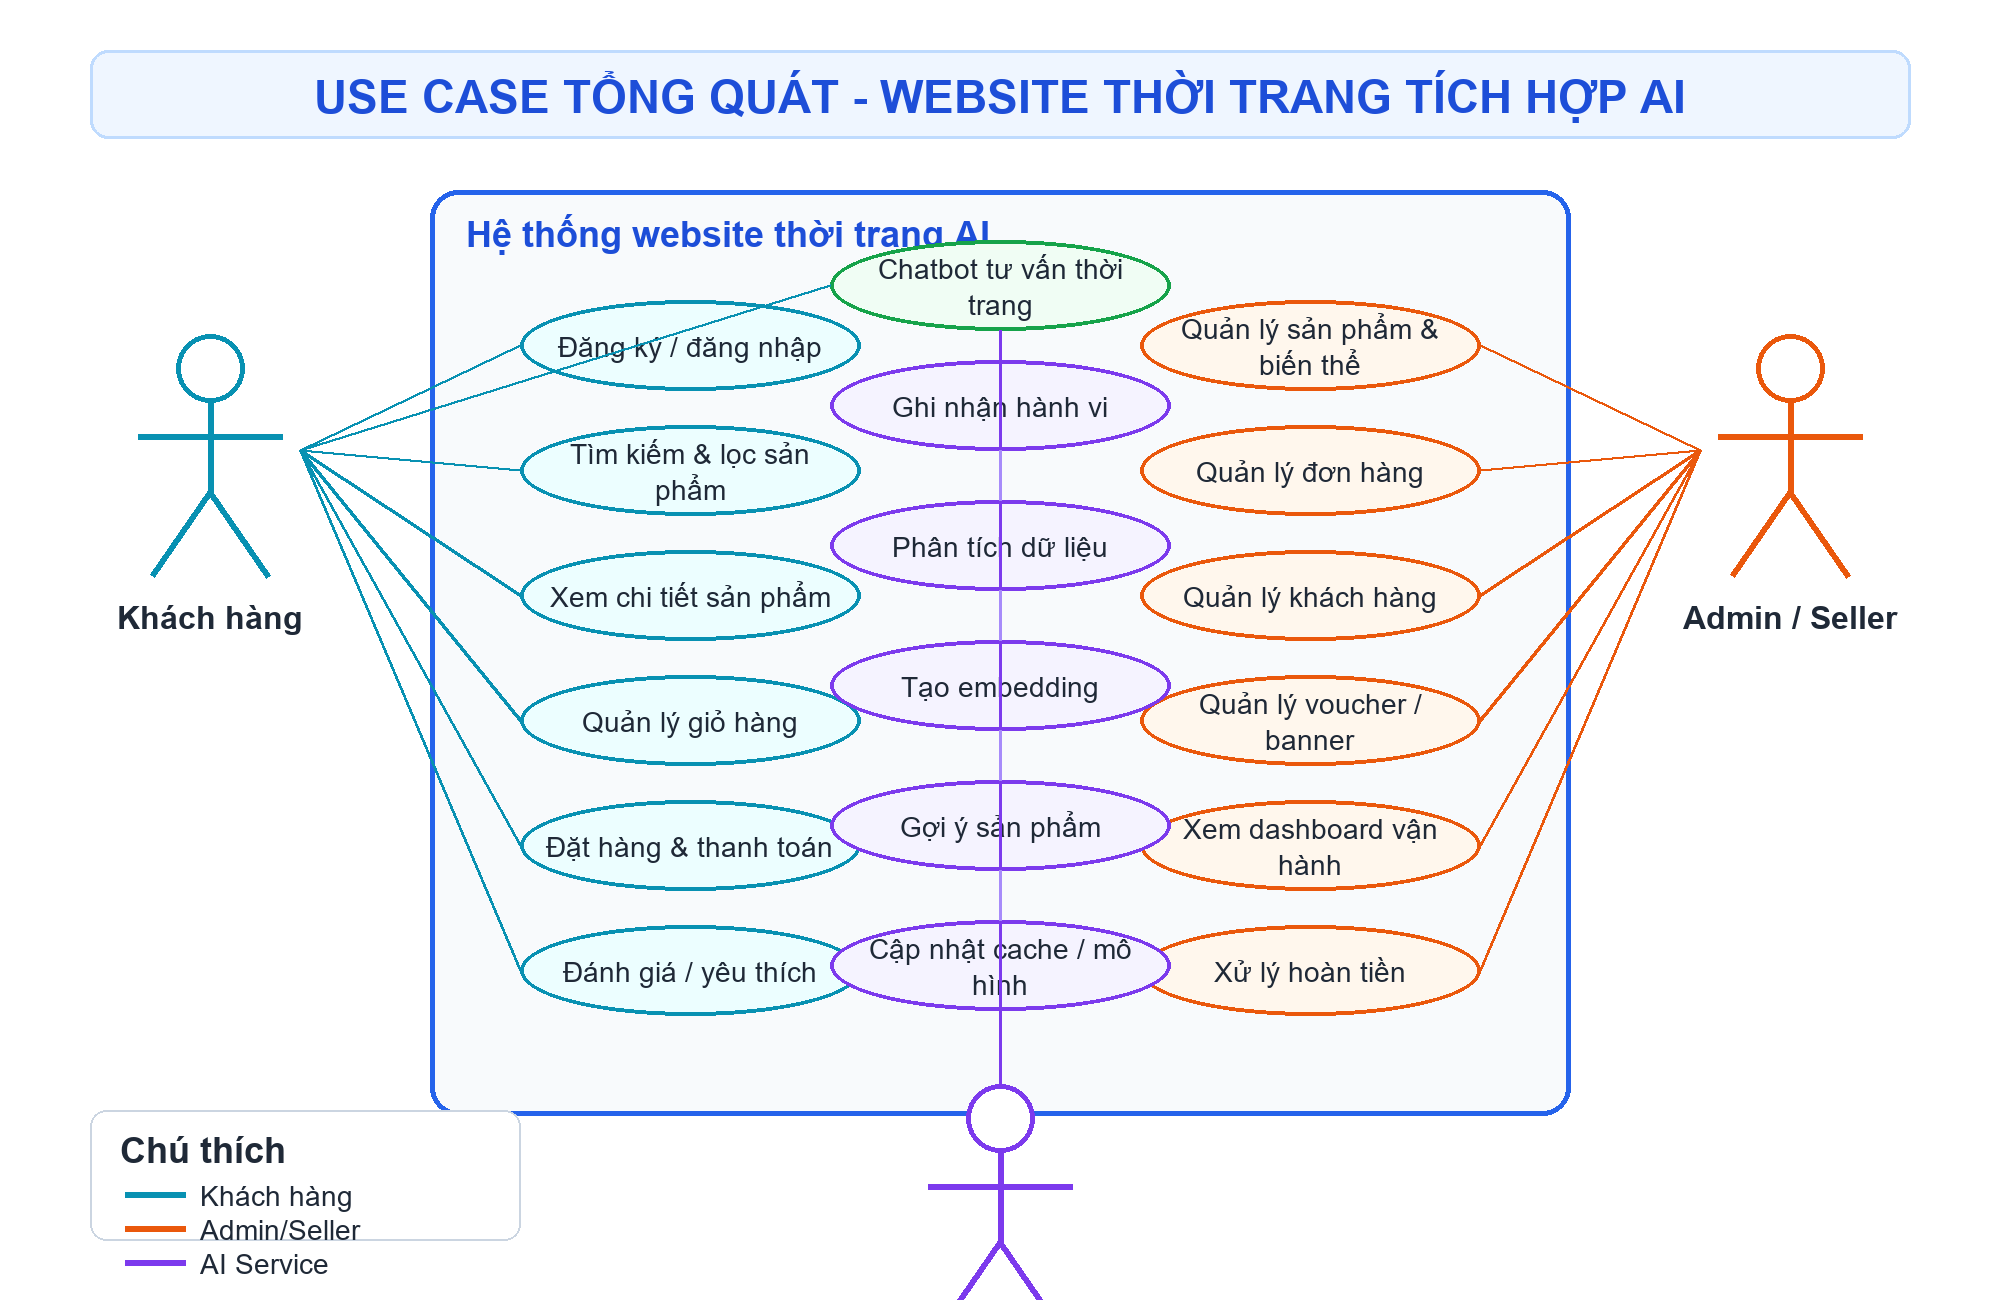 USE CASE TỔNG QUÁT - WEBSITE THỜI TRANG TÍCH HỢP AI
Hệ thống website thời trang AI
Chatbot tư vấn thời
trang
Đăng ký / đăng nhập
Tìm kiếm & lọc sản
phẩm
Xem chi tiết sản phẩm
Quản lý giỏ hàng
Đặt hàng & thanh toán
Đánh giá / yêu thích
Ghi nhận hành vi
Phân tích dữ liệu
Tạo embedding
Gợi ý sản phẩm
Cập nhật cache / mô
hình
Quản lý sản phẩm &
biến thể
Quản lý đơn hàng
Quản lý khách hàng
Quản lý voucher /
banner
Xem dashboard vận
hành
Xử lý hoàn tiền
Khách hàng
Admin / Seller
Chú thích
Khách hàng
Admin/Seller
AI Service